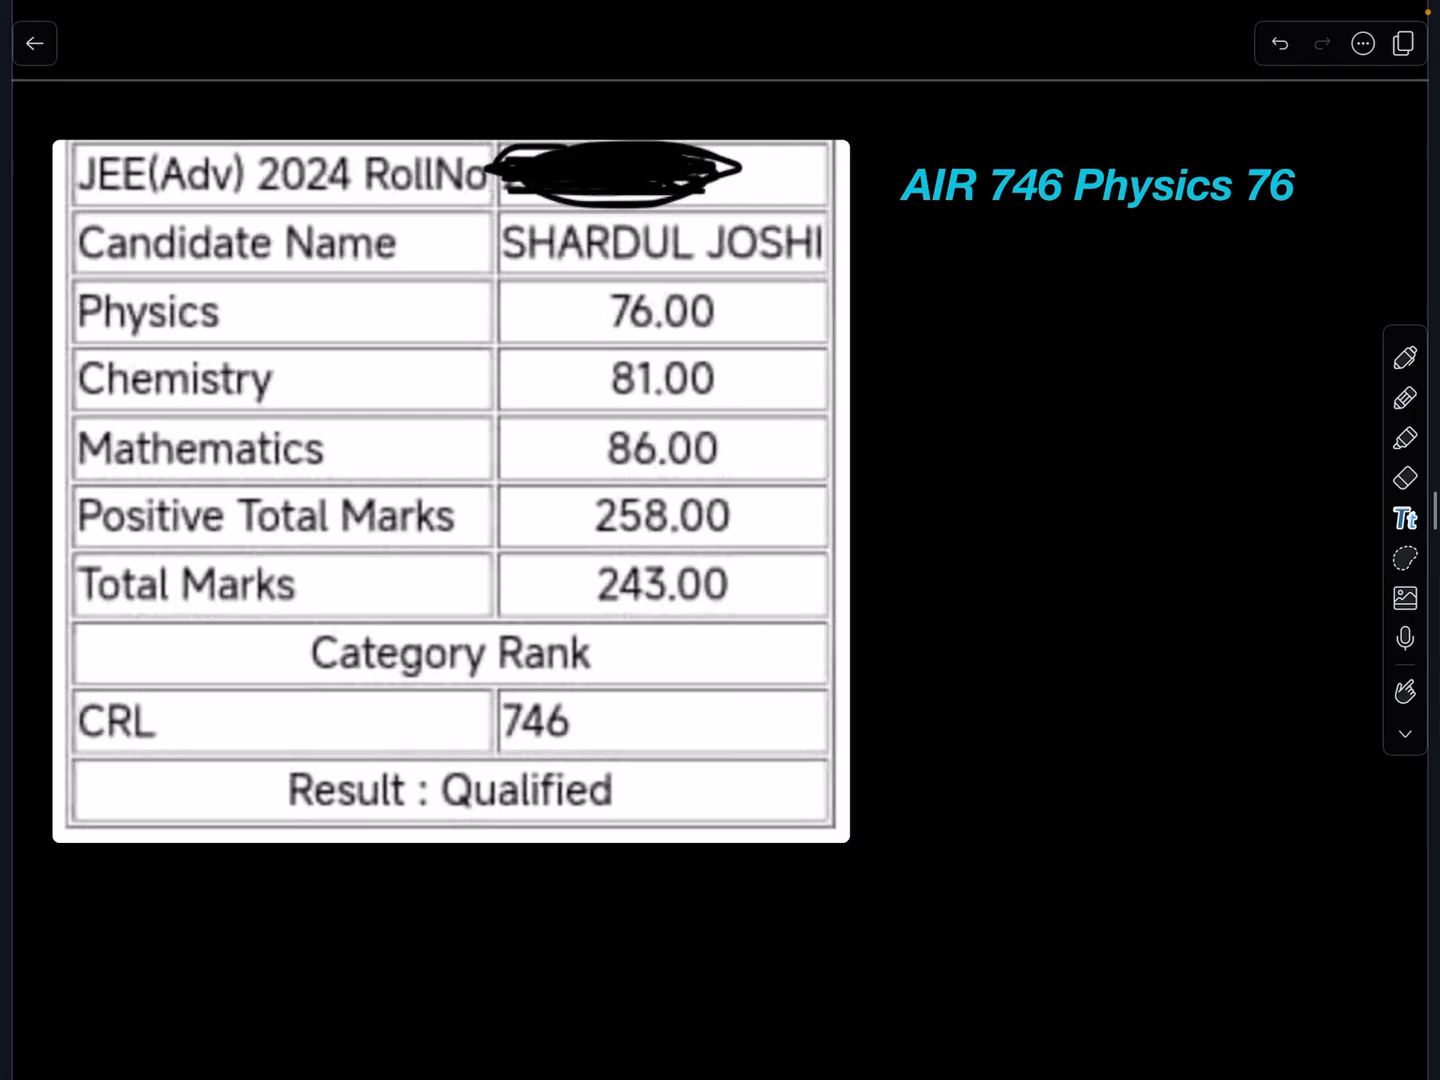 JEE(Adv) 2024 RollNo
Candidate Name SHARDUL JOSHI
Physics 76.00
Chemistry 81.00
Mathematics 86.00
Positive Total Marks 258.00
Total Marks 243.00
Category Rank
CRL 746
Result : Qualified
AIR 746 Physics 76
Tt